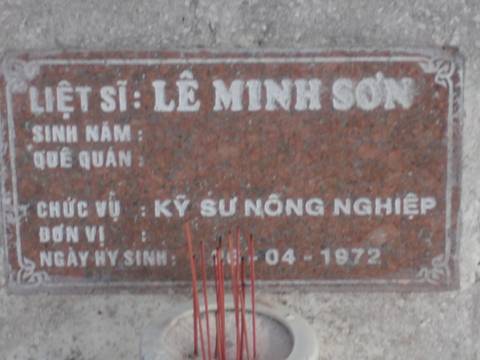 LIỆT SĨ: LÊ MINH SƠN
SINH NĂM :
QUÊ QUÁN :
CHỨC VỤ : KỸ SƯ NÔNG NGHIỆP
ĐƠN VỊ :
NGÀY HY SINH: - 04 - 1972